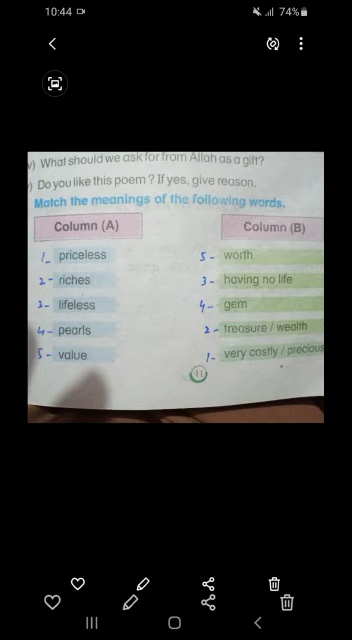 10:44
74%
v) What should we ask for from Allah as a gift?
) Do you like this poem ? If yes, give reason.
Match the meanings of the following words.
Column (A) Column (B)
1- priceless 5- worth
2- riches 3- having no life
3- lifeless 4- gem
4- pearls 2- treasure / wealth
5- value 1- very costly / precious
11